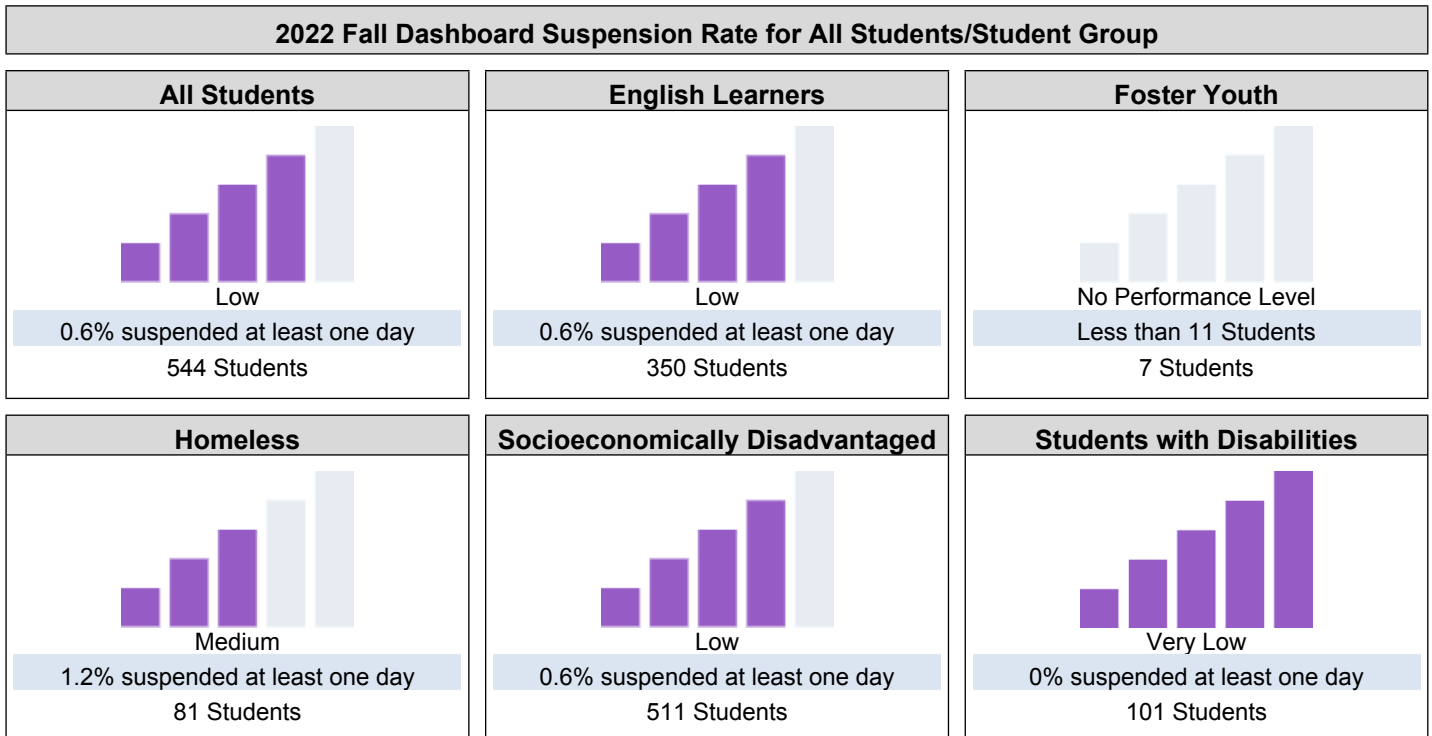 2022 Fall Dashboard Suspension Rate for All Students/Student Group
All Students
Low
0.6% suspended at least one day
544 Students
English Learners
Low
0.6% suspended at least one day
350 Students
Foster Youth
No Performance Level
Less than 11 Students
7 Students
Homeless
Medium
1.2% suspended at least one day
81 Students
Socioeconomically Disadvantaged
Low
0.6% suspended at least one day
511 Students
Students with Disabilities
Very Low
0% suspended at least one day
101 Students